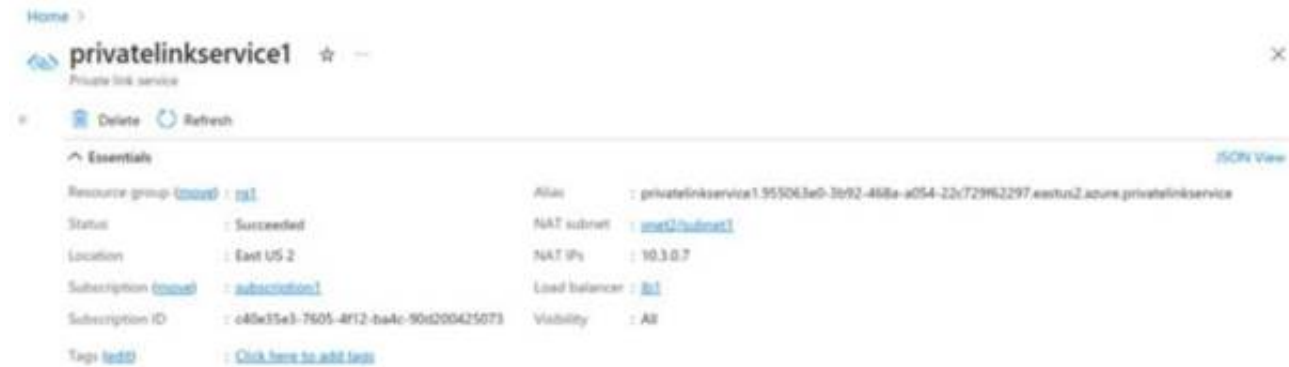 Home >
privatelinkservice1
Private link service
Delete Refresh
Essentials
JSON View
Resource group (move) : rg1
Alias : privatelinkservice1.955063e0-3b92-468a-a054-22c729f62297.eastus2.azure.privatelinkservice
Status : Succeeded
NAT subnet : vnet2/subnet1
Location : East US 2
NAT IPs : 10.3.0.7
Subscription (move) : subscription1
Load balancer : lb1
Subscription ID : c40e35e3-7605-4f12-ba4c-90d200425073
Visibility : All
Tags (edit) : Click here to add tags